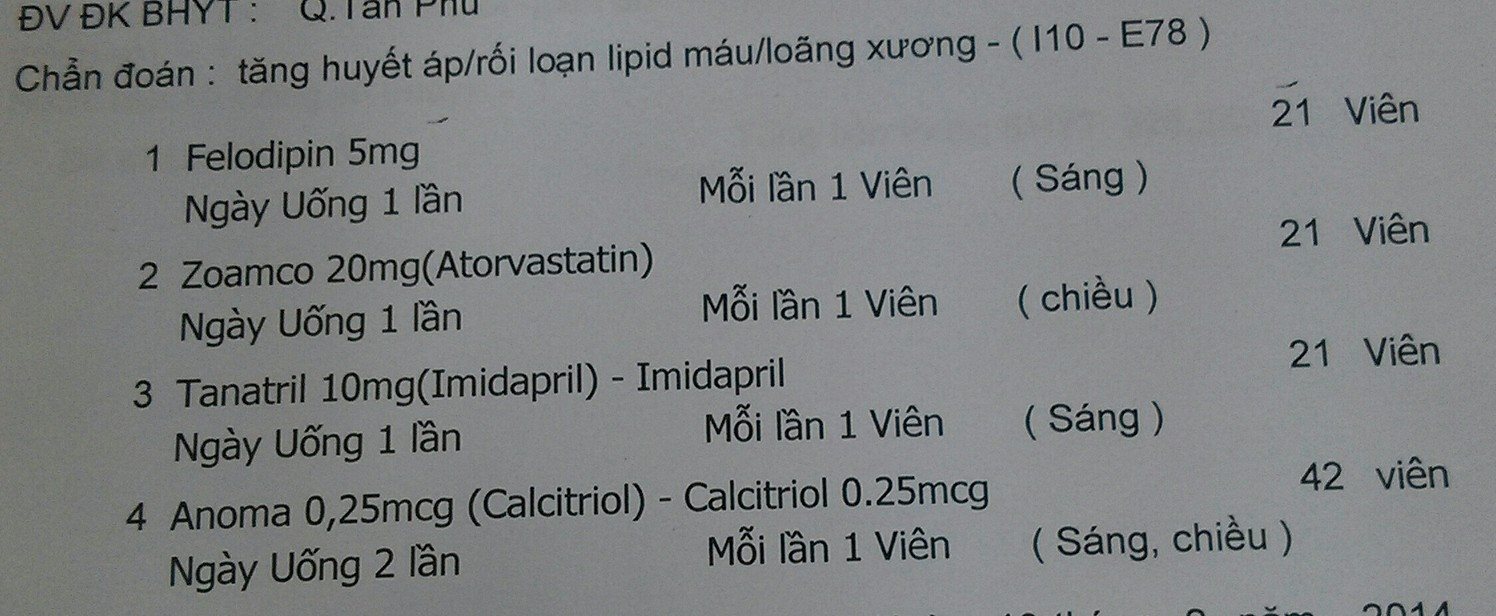 ĐV ĐK BHYT : Q.Tân Phú
Chẩn đoán : tăng huyết áp/rối loạn lipid máu/loãng xương - ( I10 - E78 )
1 Felodipin 5mg 21 Viên
Ngày Uống 1 lần Mỗi lần 1 Viên ( Sáng )
2 Zoamco 20mg(Atorvastatin) 21 Viên
Ngày Uống 1 lần Mỗi lần 1 Viên ( chiều )
3 Tanatril 10mg(Imidapril) - Imidapril 21 Viên
Ngày Uống 1 lần Mỗi lần 1 Viên ( Sáng )
4 Anoma 0,25mcg (Calcitriol) - Calcitriol 0.25mcg 42 viên
Ngày Uống 2 lần Mỗi lần 1 Viên ( Sáng, chiều )
năm 2014